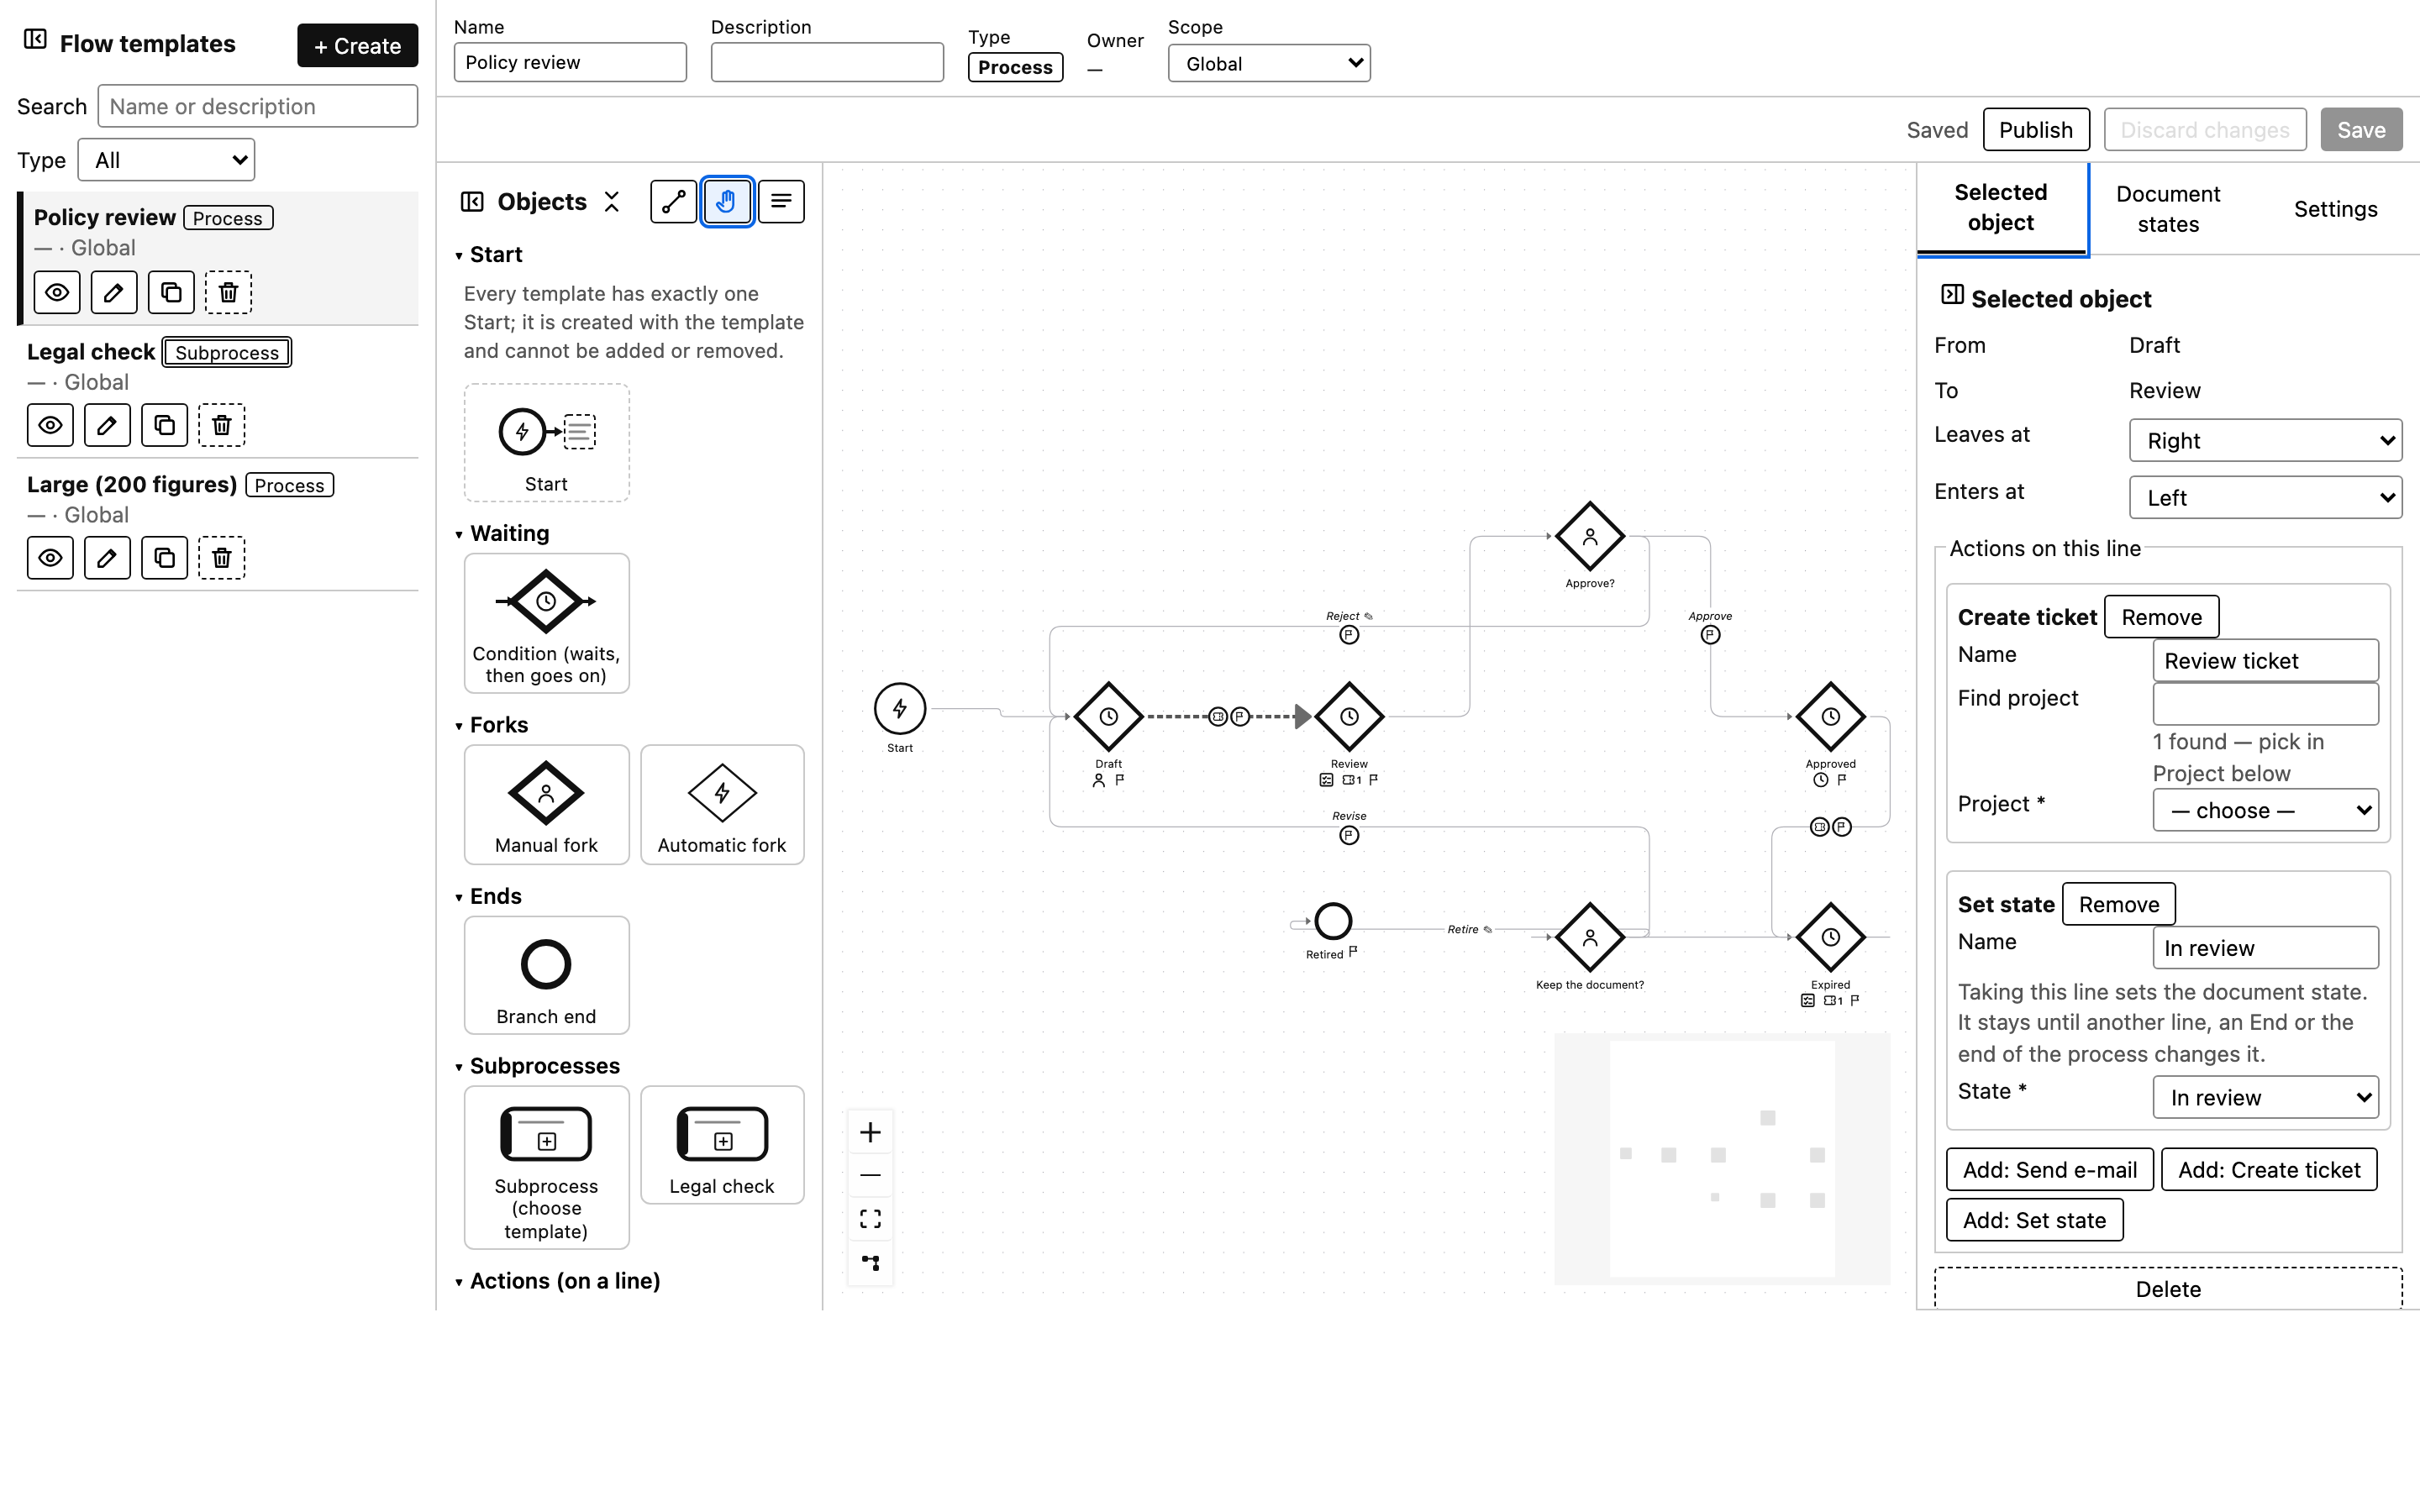 Flow templates
+ Create
Search
Name or description
Type
All
Policy review
Process
— · Global
Legal check
Subprocess
— · Global
Large (200 figures)
Process
— · Global
Name
Policy review
Description
Type
Process
Owner
—
Scope
Global
Saved
Publish
Discard changes
Save
Objects
Start
Every template has exactly one
Start; it is created with the template
and cannot be added or removed.
Start
Waiting
Condition (waits,
then goes on)
Forks
Manual fork
Automatic fork
Ends
Branch end
Subprocesses
Subprocess
(choose
template)
Legal check
Actions (on a line)
Approve?
Reject
Approve
Start
Draft
Review
1
Approved
Revise
Retired
Retire
Keep the document?
Expired
1
Selected
object
Document
states
Settings
Selected object
From
Draft
To
Review
Leaves at
Right
Enters at
Left
Actions on this line
Create ticket
Remove
Name
Review ticket
Find project
1 found — pick in
Project below
Project *
— choose —
Set state
Remove
Name
In review
Taking this line sets the document state.
It stays until another line, an End or the
end of the process changes it.
State *
In review
Add: Send e-mail
Add: Create ticket
Add: Set state
Delete